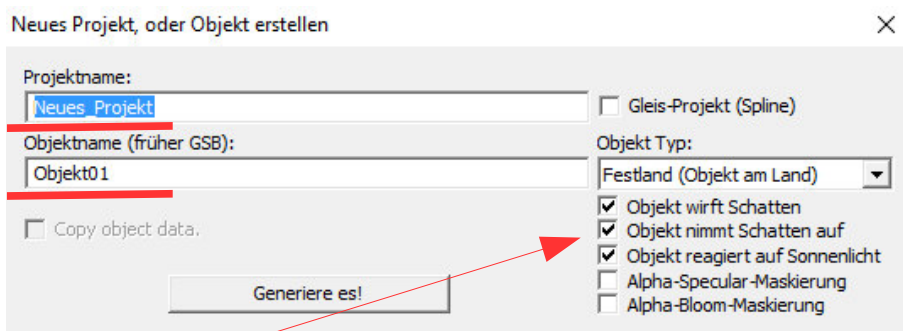 Neues Projekt, oder Objekt erstellen
Projektname:
Neues_Projekt
Gleis-Projekt (Spline)
Objektname (früher GSB):
Objekt Typ:
Objekt01
Festland (Objekt am Land)
Objekt wirft Schatten
Copy object data.
Objekt nimmt Schatten auf
Objekt reagiert auf Sonnenlicht
Generiere es!
Alpha-Specular-Maskierung
Alpha-Bloom-Maskierung